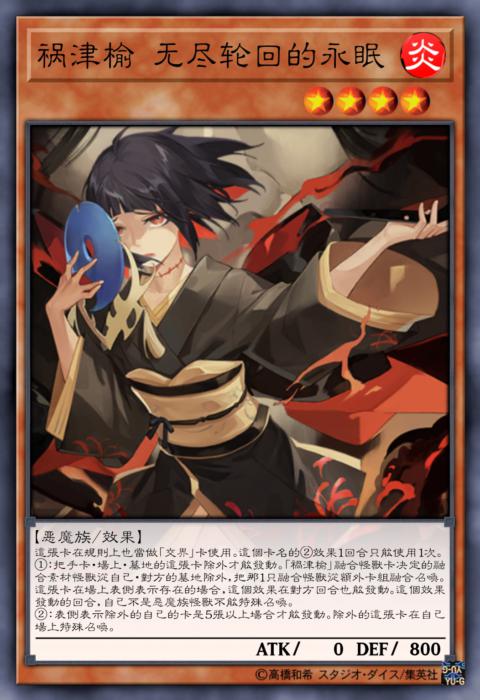 祸津榆 无尽轮回的永眠
炎
【悪魔族/效果】
這張卡在規則上也當做「交界」卡使用。這個卡名的②效果1回合只能使用1次。
①:把手卡·場上·墓地的這張卡除外才能發動。「禍津榆」融合怪獸卡決定的融
合素材怪獸從自己·對方的墓地除外，把那1只融合怪獸從額外卡組融合召喚。
這張卡在場上表側表示存在的場合，這個效果在對方回合也能發動。這個效果
發動的回合，自己不是惡魔族怪獸不能特殊召喚。
②:表側表示除外的自己的卡是5張以上場合才能發動。除外的這張卡在自己
場上特殊召喚。
ATK/ 0 DEF/ 800
©高橋和希 スタジオ·ダイス/集英社
YU-G